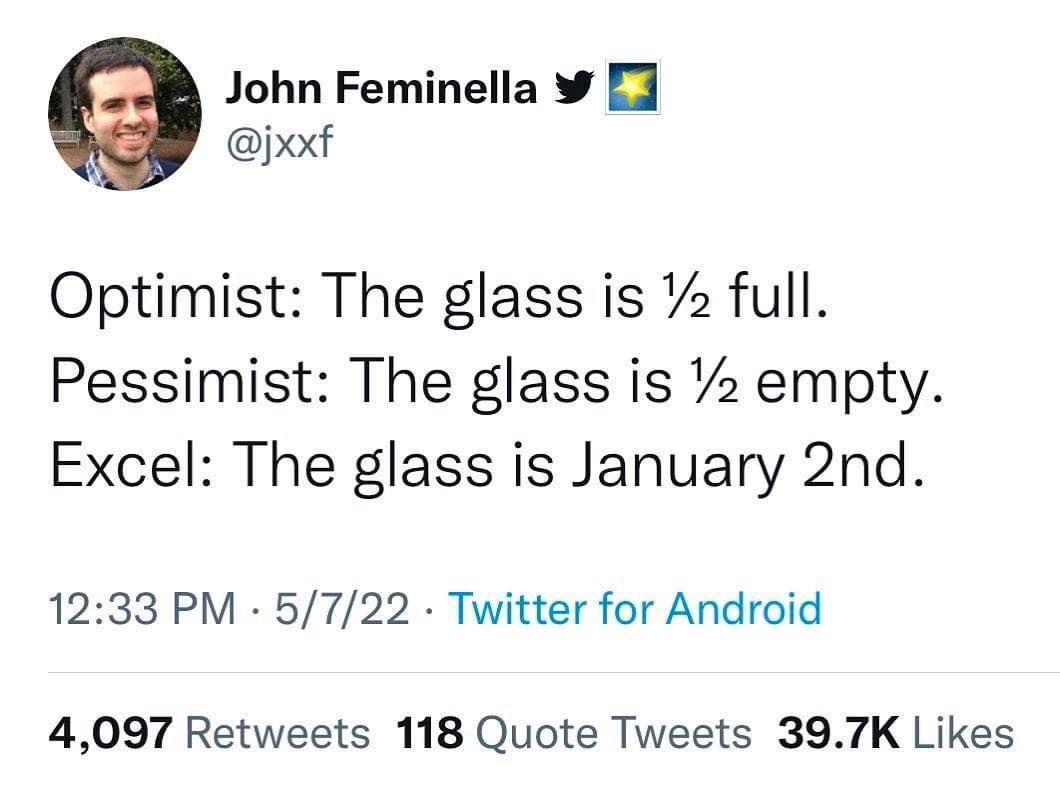 John Feminella
@jxxf
Optimist: The glass is ½ full.
Pessimist: The glass is ½ empty.
Excel: The glass is January 2nd.
12:33 PM · 5/7/22 · Twitter for Android
4,097 Retweets 118 Quote Tweets 39.7K Likes